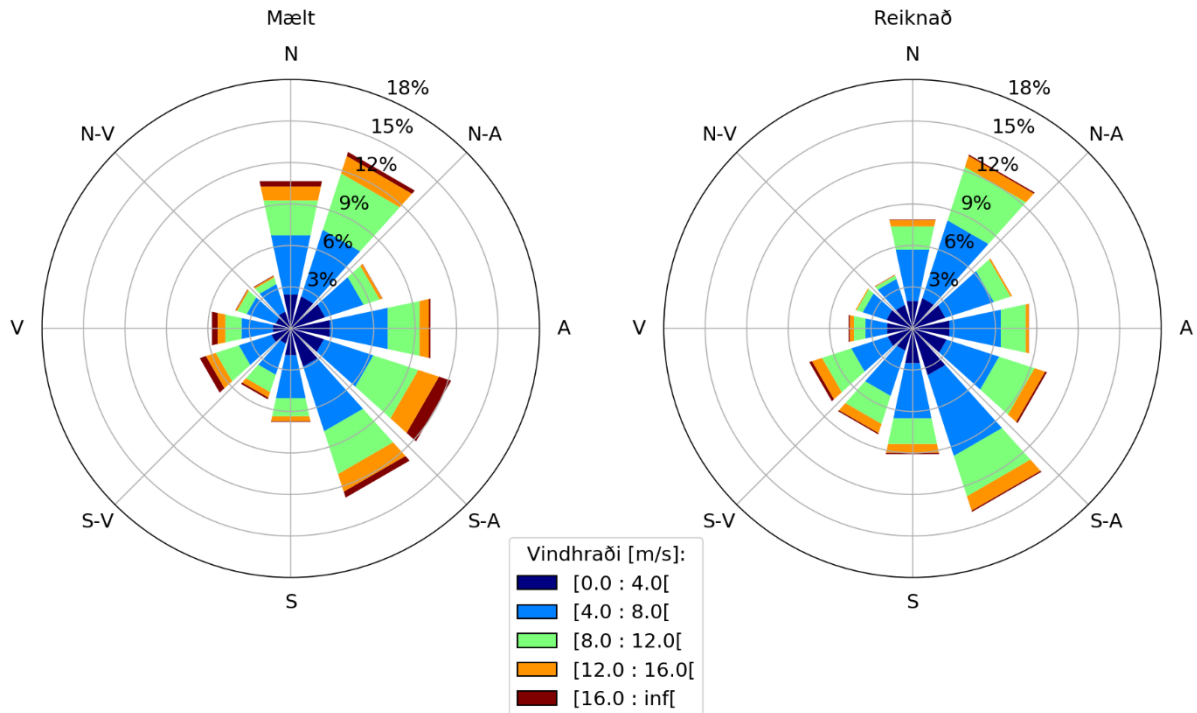 Mælt
N
18%
15%
12%
9%
6%
3%
N-A
A
S-A
S
S-V
V
N-V
Reiknað
N
18%
15%
12%
9%
6%
3%
N-A
A
S-A
S
S-V
V
N-V
Vindhraði [m/s]:
[0.0 : 4.0[
[4.0 : 8.0[
[8.0 : 12.0[
[12.0 : 16.0[
[16.0 : inf[